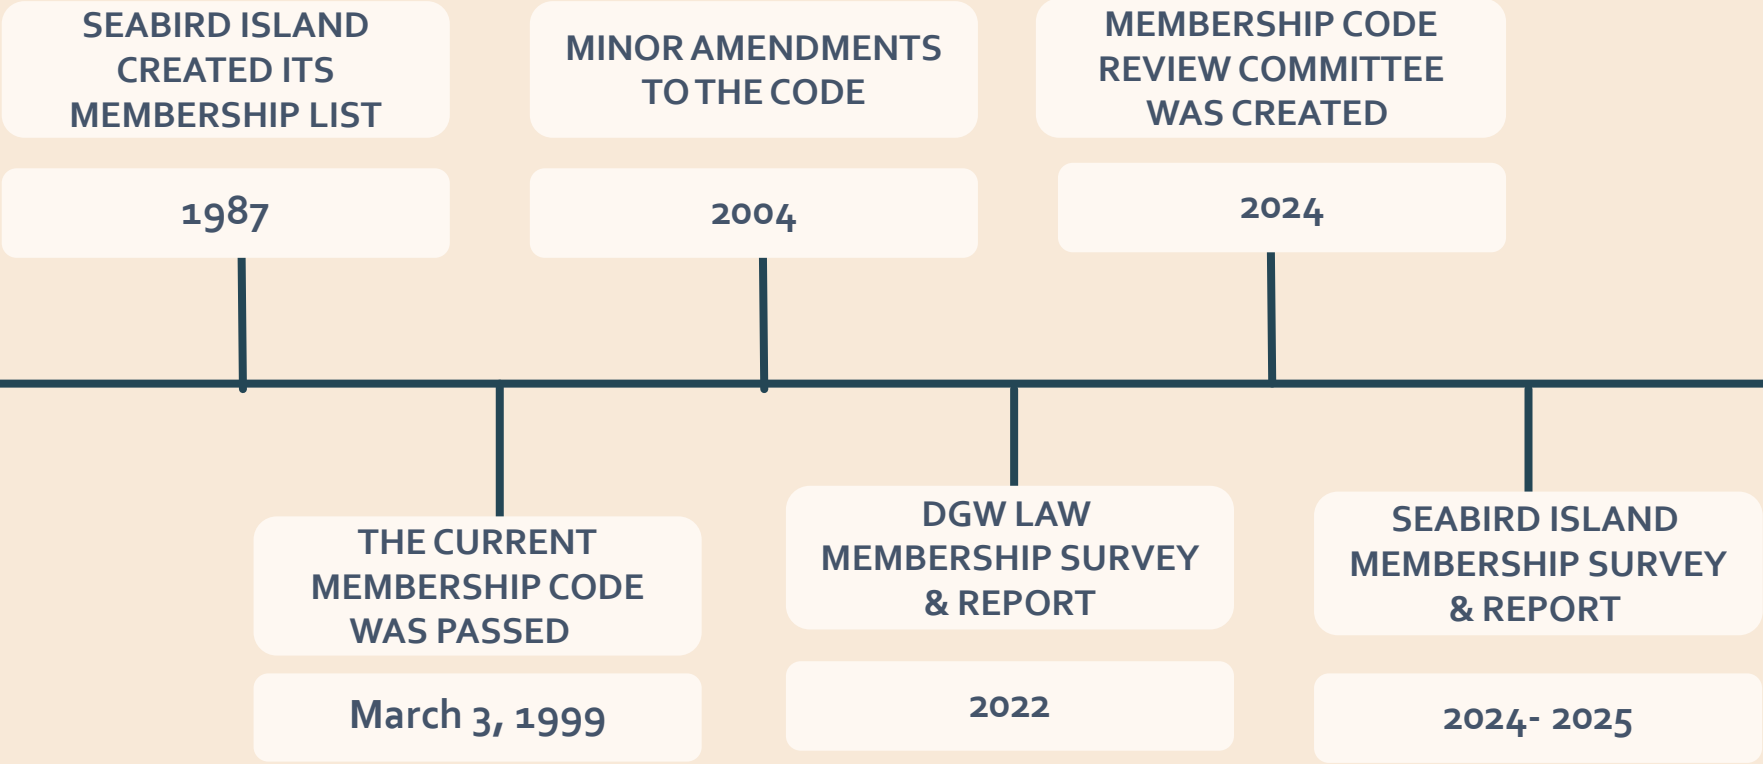 SEABIRD ISLAND
CREATED ITS
MEMBERSHIP LIST
1987
MINOR AMENDMENTS
TO THE CODE
2004
MEMBERSHIP CODE
REVIEW COMMITTEE
WAS CREATED
2024
THE CURRENT
MEMBERSHIP CODE
WAS PASSED
March 3, 1999
DGW LAW
MEMBERSHIP SURVEY
& REPORT
2022
SEABIRD ISLAND
MEMBERSHIP SURVEY
& REPORT
2024- 2025